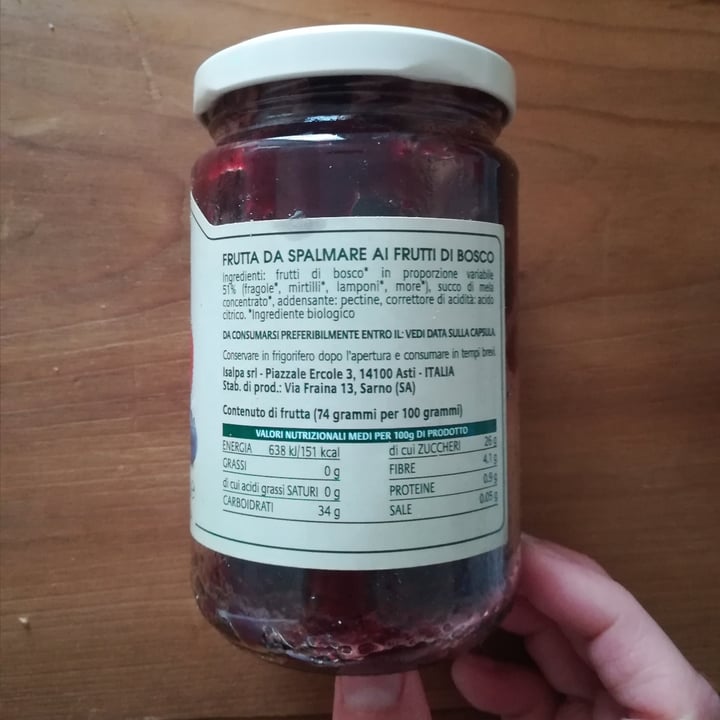 FRUTTA DA SPALMARE AI FRUTTI DI BOSCO
Ingredienti: frutti di bosco* in proporzione variabile
51% (fragole*, mirtilli*, lamponi*, more*), succo di mela
concentrato*, addensante: pectine, correttore di acidità: acido
citrico. *Ingrediente biologico
DA CONSUMARSI PREFERIBILMENTE ENTRO IL: VEDI DATA SULLA CAPSULA.
Conservare in frigorifero dopo l'apertura e consumare in tempi brevi.
Isalpa srl - Piazzale Ercole 3, 14100 Asti - ITALIA
Stab. di prod.: Via Fraina 13, Sarno (SA)
Contenuto di frutta (74 grammi per 100 grammi)
VALORI NUTRIZIONALI MEDI PER 100g DI PRODOTTO
ENERGIA 638 kJ/151 kcal
GRASSI 0 g
di cui acidi grassi SATURI 0 g
CARBOIDRATI 34 g
di cui ZUCCHERI 26 g
FIBRE 4.1 g
PROTEINE 0.9 g
SALE 0.05 g